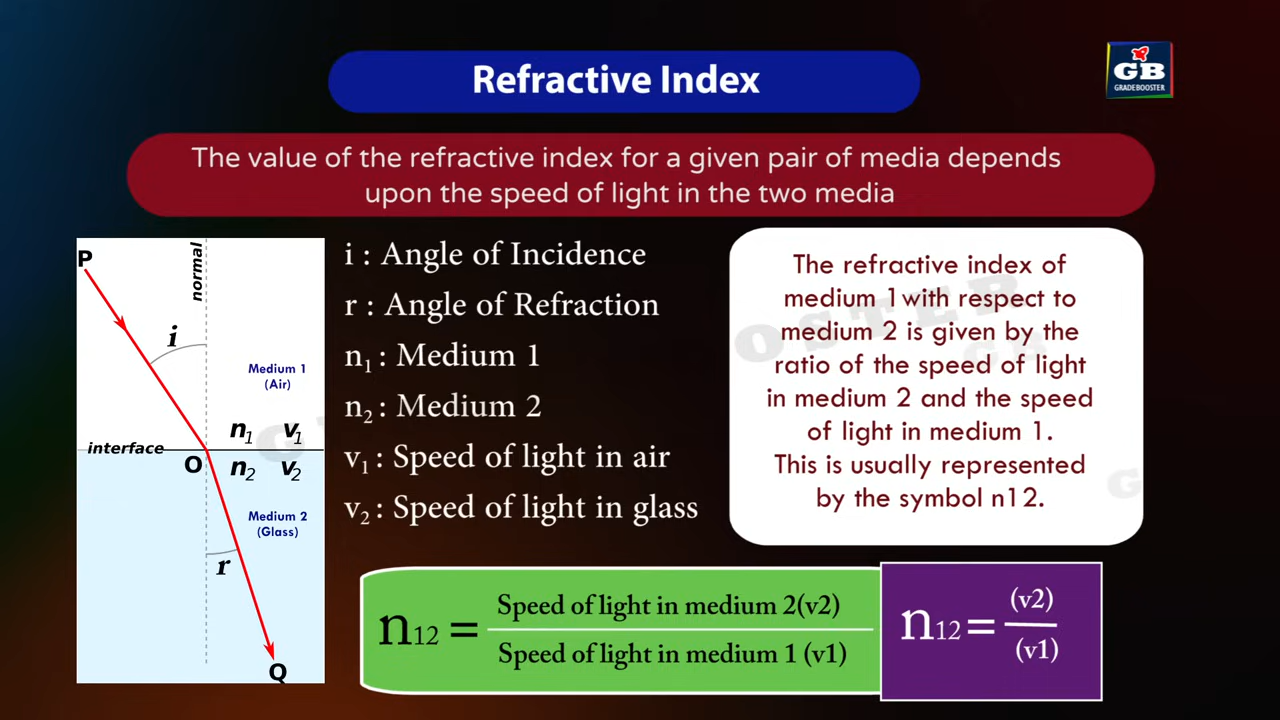 Refractive Index
GB
GRADEBOOSTER
The value of the refractive index for a given pair of media depends
upon the speed of light in the two media
P
normal
i
Medium 1
(Air)
n₁ v₁
interface
O
n₂ v₂
Medium 2
(Glass)
r
Q
i : Angle of Incidence
r : Angle of Refraction
n₁ : Medium 1
n₂ : Medium 2
v₁ : Speed of light in air
v₂ : Speed of light in glass
The refractive index of
medium 1 with respect to
medium 2 is given by the
ratio of the speed of light
in medium 2 and the speed
of light in medium 1.
This is usually represented
by the symbol n12.
n₁₂ =
Speed of light in medium 2(v2)
Speed of light in medium 1 (v1)
n₁₂ =
(v2)
(v1)